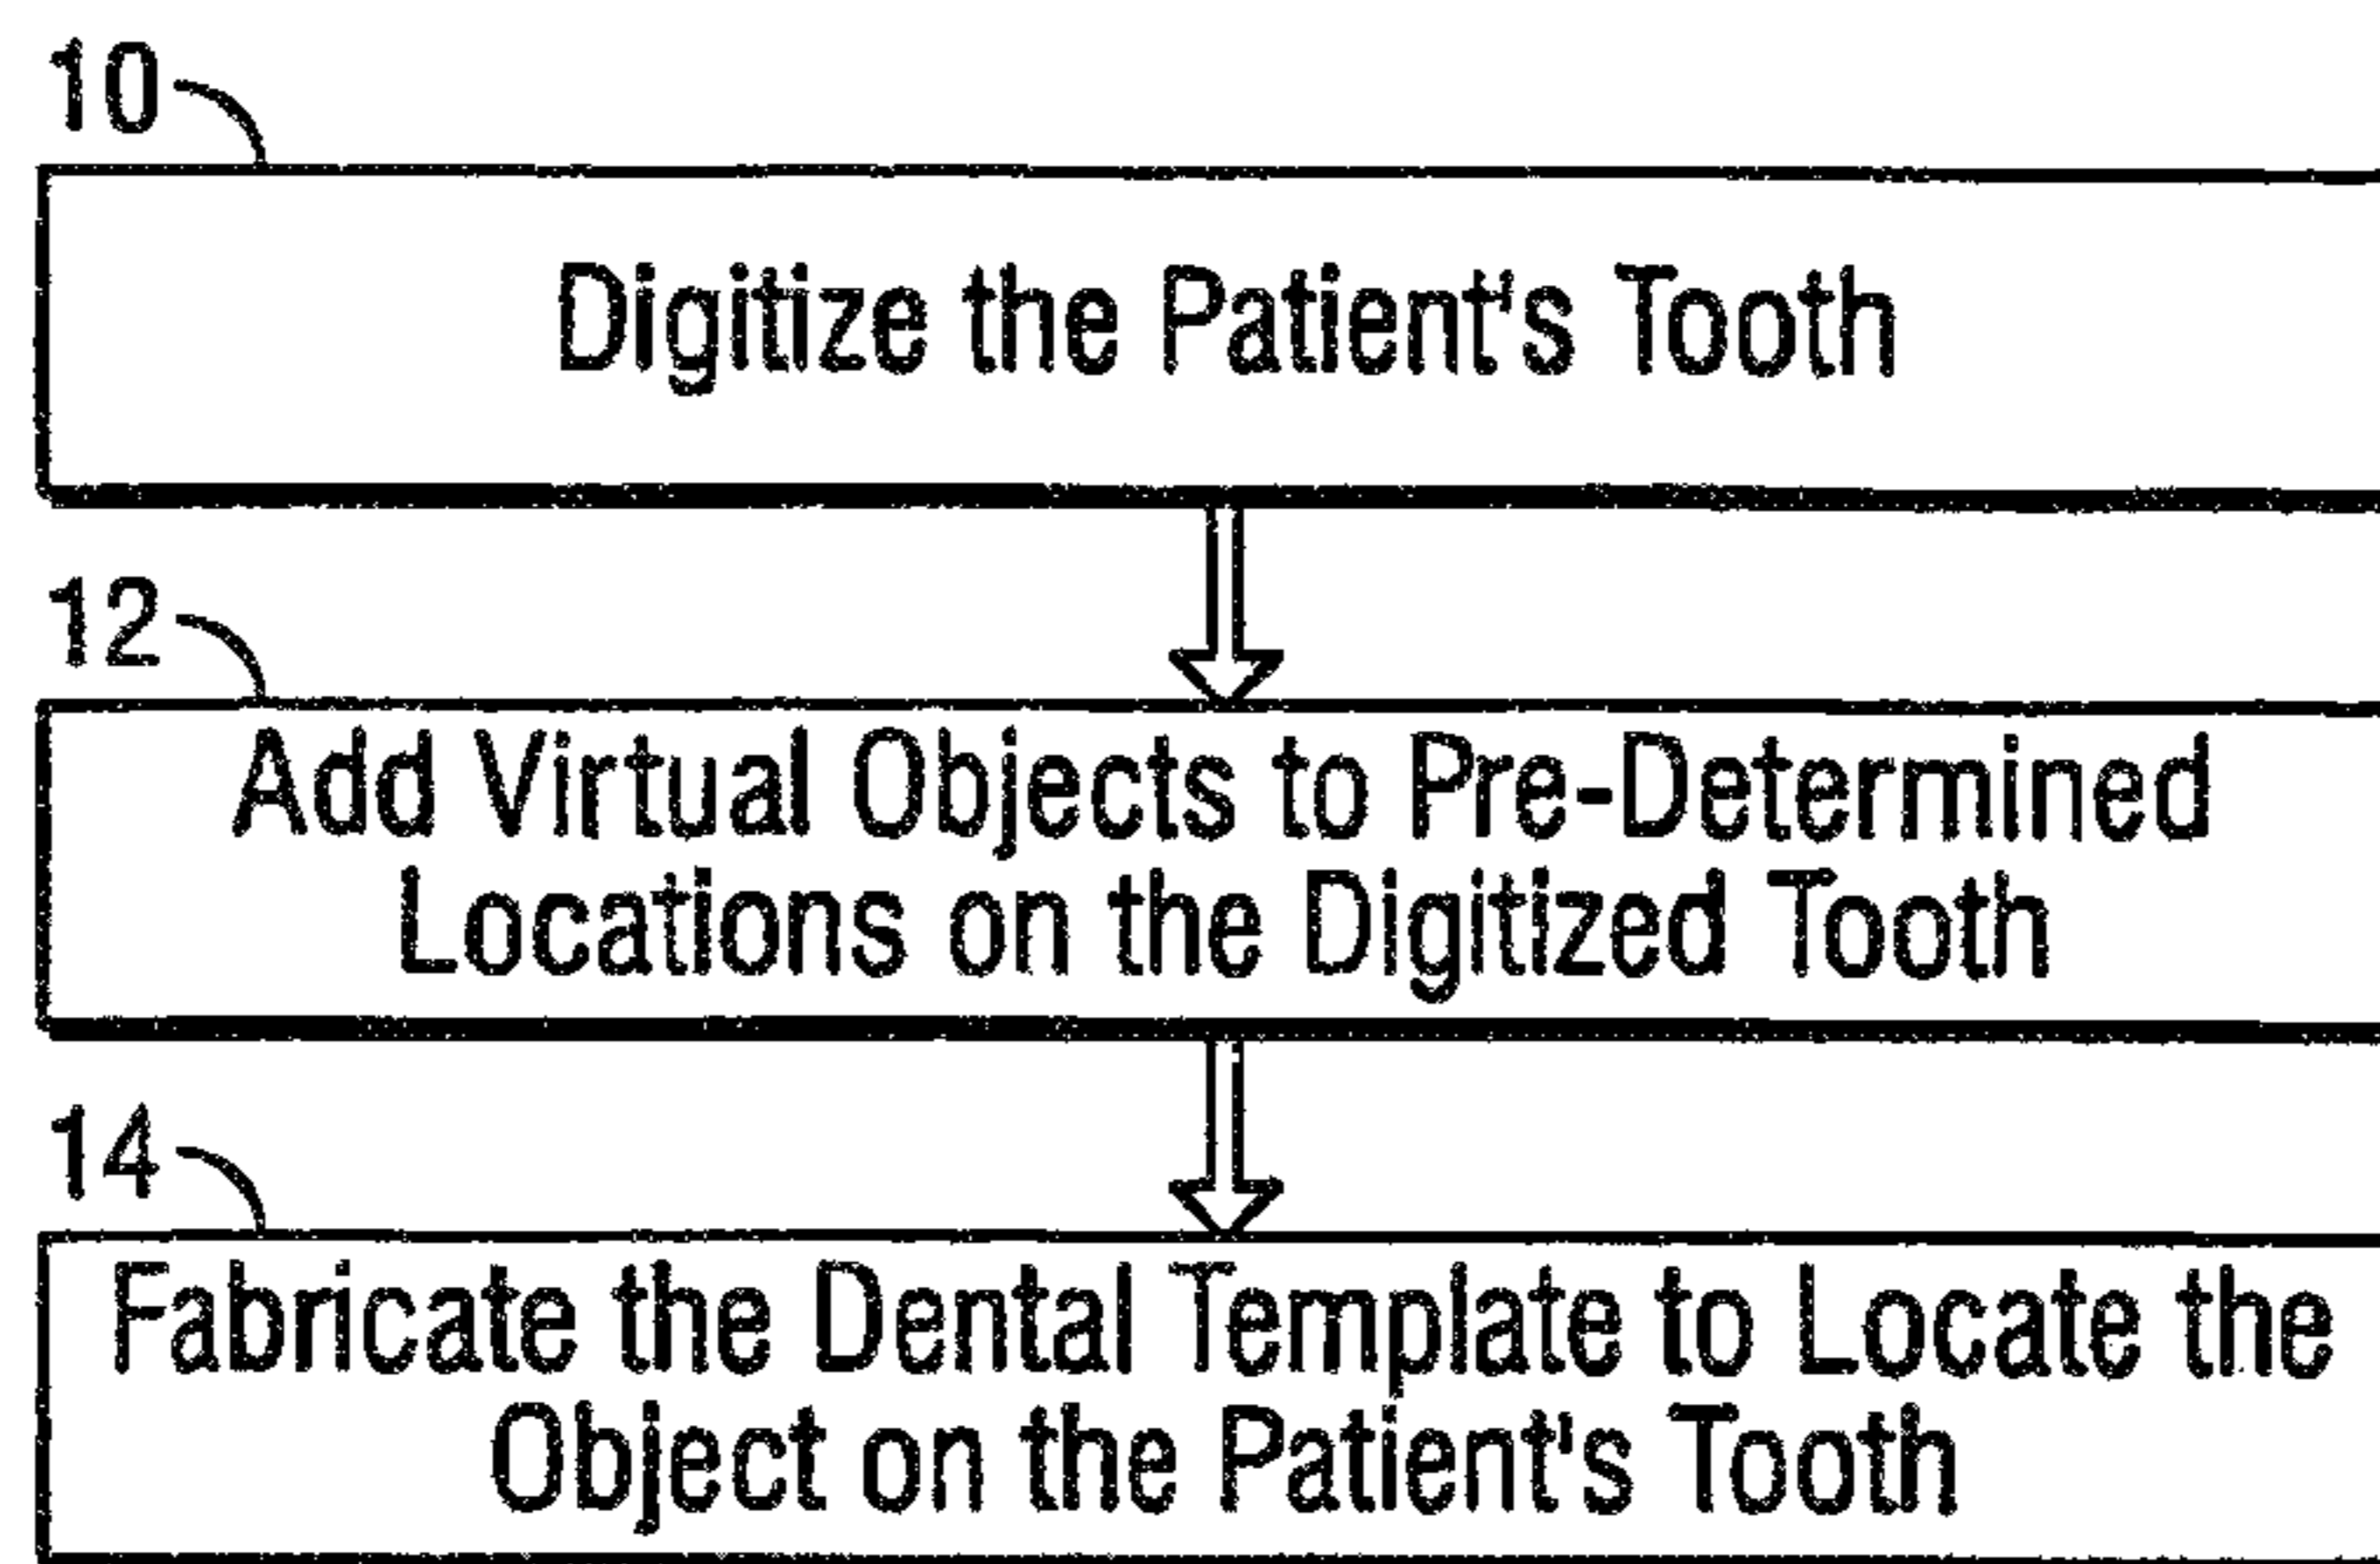 10
Digitize the Patient's Tooth
12
Add Virtual Objects to Pre-Determined
Locations on the Digitized Tooth
14
Fabricate the Dental Template to Locate the
Object on the Patient's Tooth